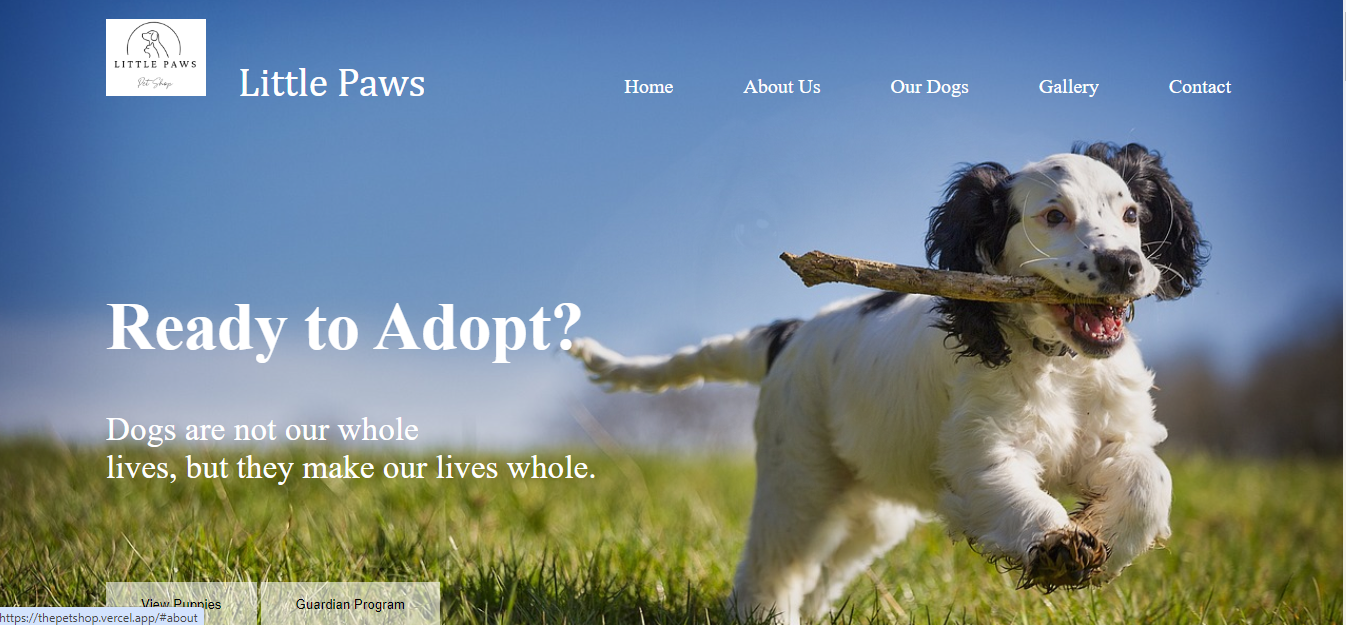 LITTLE PAWS
Pet Shop
Little Paws
Home
About Us
Our Dogs
Gallery
Contact
Ready to Adopt?
Dogs are not our whole
lives, but they make our lives whole.
View Puppies
Guardian Program
https://thepetshop.vercel.app/#about